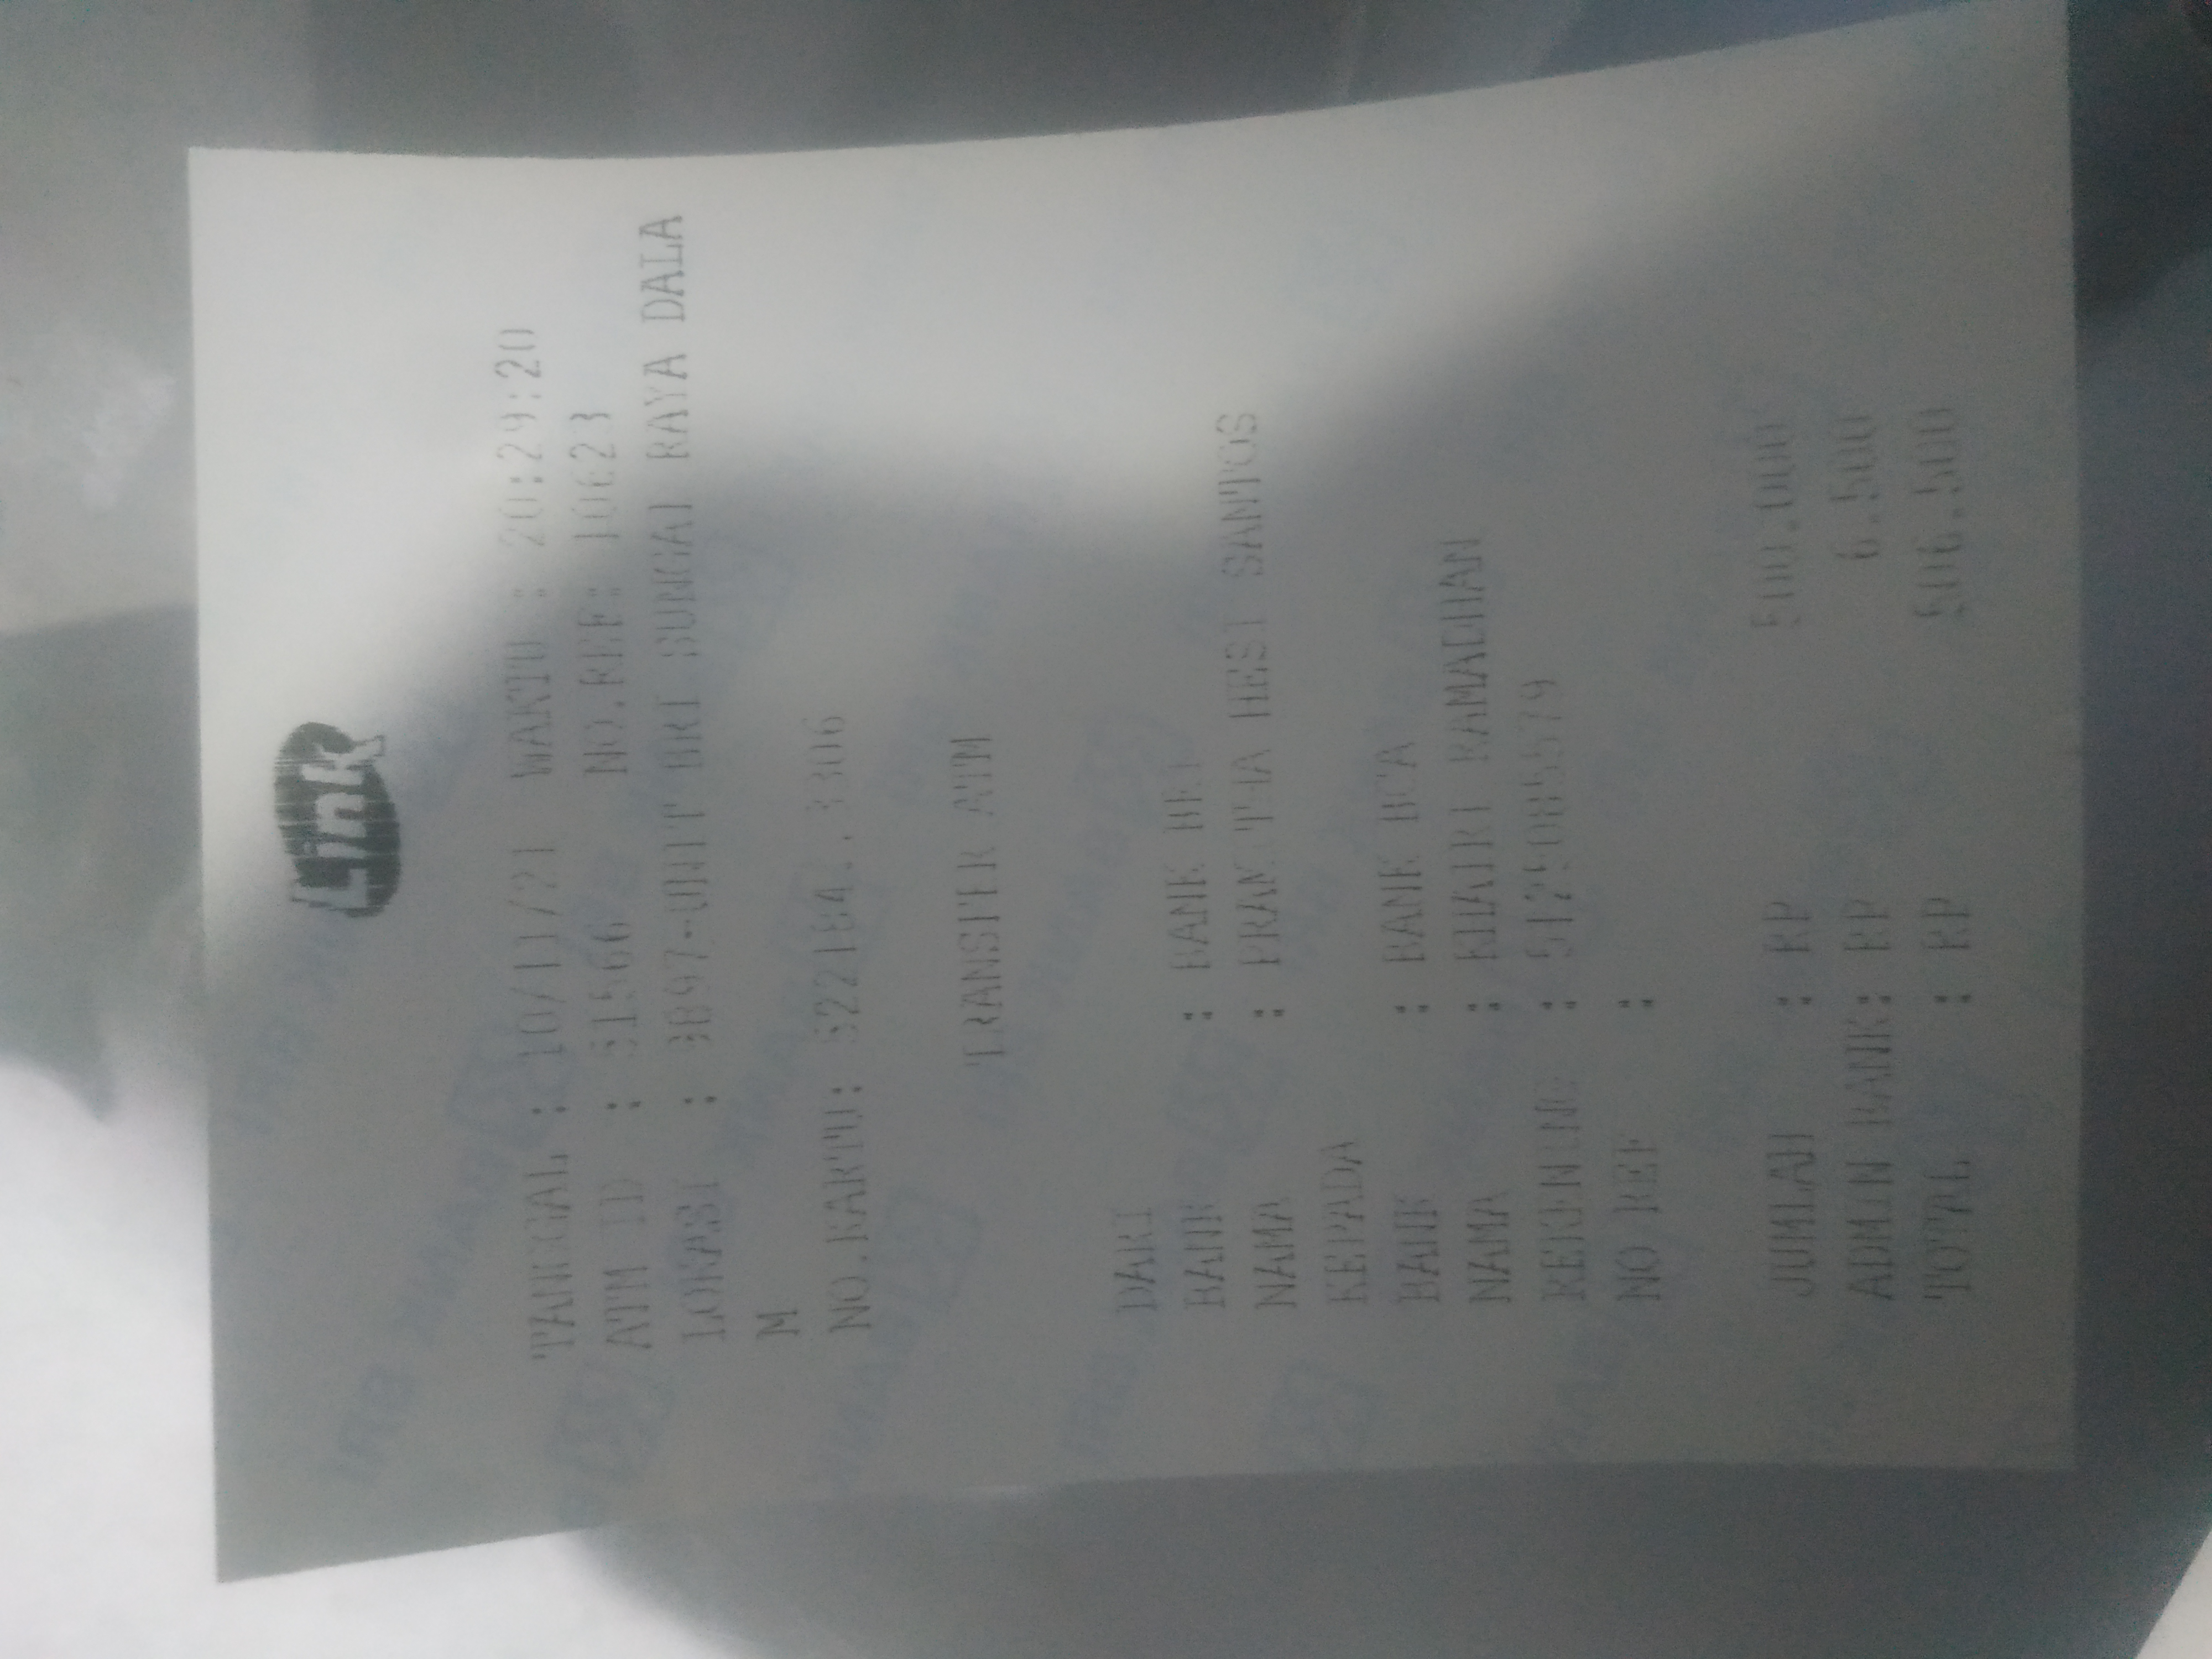 Link
TANGGAL : 10/11/21 WAKTU : 20:29:20
ATM ID : 51566 NO.REF: 10623
LOKASI : 3897-UNIT BRI SUNGAI RAYA DALA
M
NO.KARTU: 522184..3306
TRANSFER ATM
DARI
BANK : BANK BRI
NAMA : PRAMITHA HESI SANTOS
KEPADA
BANK : BANK BCA
NAMA : KHAIRI RAMADHAN
REKENING :
NO REF :
JUMLAH : RP 500.000
ADMIN BANK: RP 6.500
TOTAL : RP 506.500